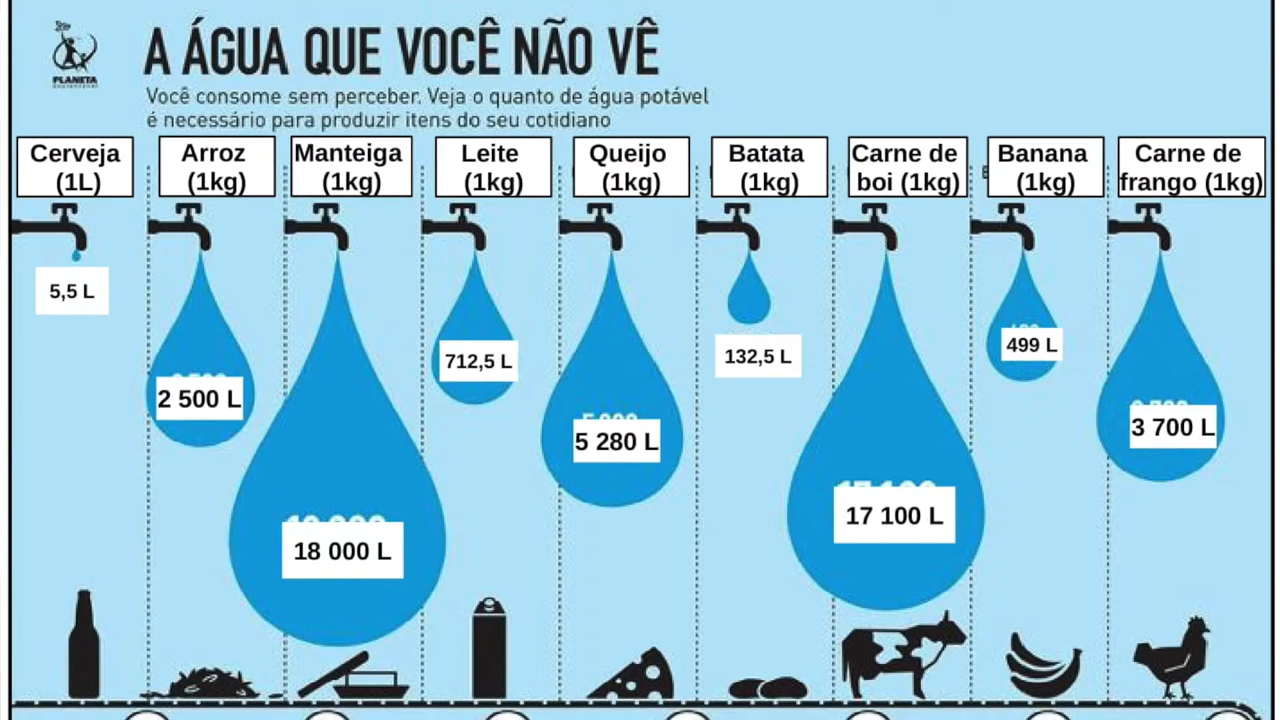 PLANETA
A ÁGUA QUE VOCÊ NÃO VÊ
Você consome sem perceber. Veja o quanto de água potável
é necessário para produzir itens do seu cotidiano
Cerveja
(1L)
Arroz
(1kg)
Manteiga
(1kg)
Leite
(1kg)
Queijo
(1kg)
Batata
(1kg)
Carne de
boi (1kg)
Banana
(1kg)
Carne de
frango (1kg)
5,5 L
2 500 L
18 000 L
712,5 L
5 280 L
132,5 L
17 100 L
499 L
3 700 L